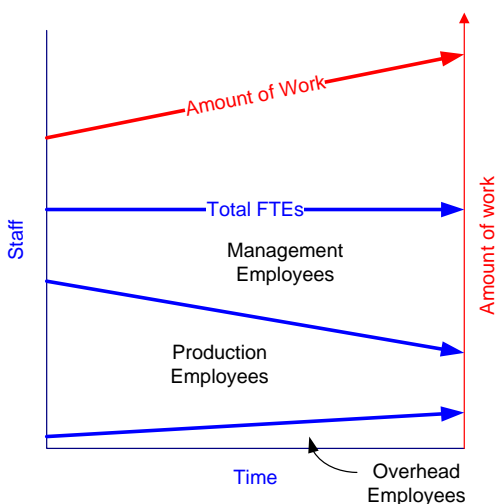 Amount of Work
Total FTEs
Management
Employees
Production
Employees
Staff
Amount of work
Time
Overhead
Employees